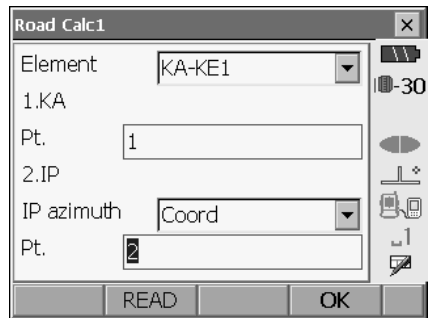 Road Calc1
Element KA-KE1
1.KA
Pt. 1
2.IP
IP azimuth Coord
Pt. 2
READ OK
-30
1